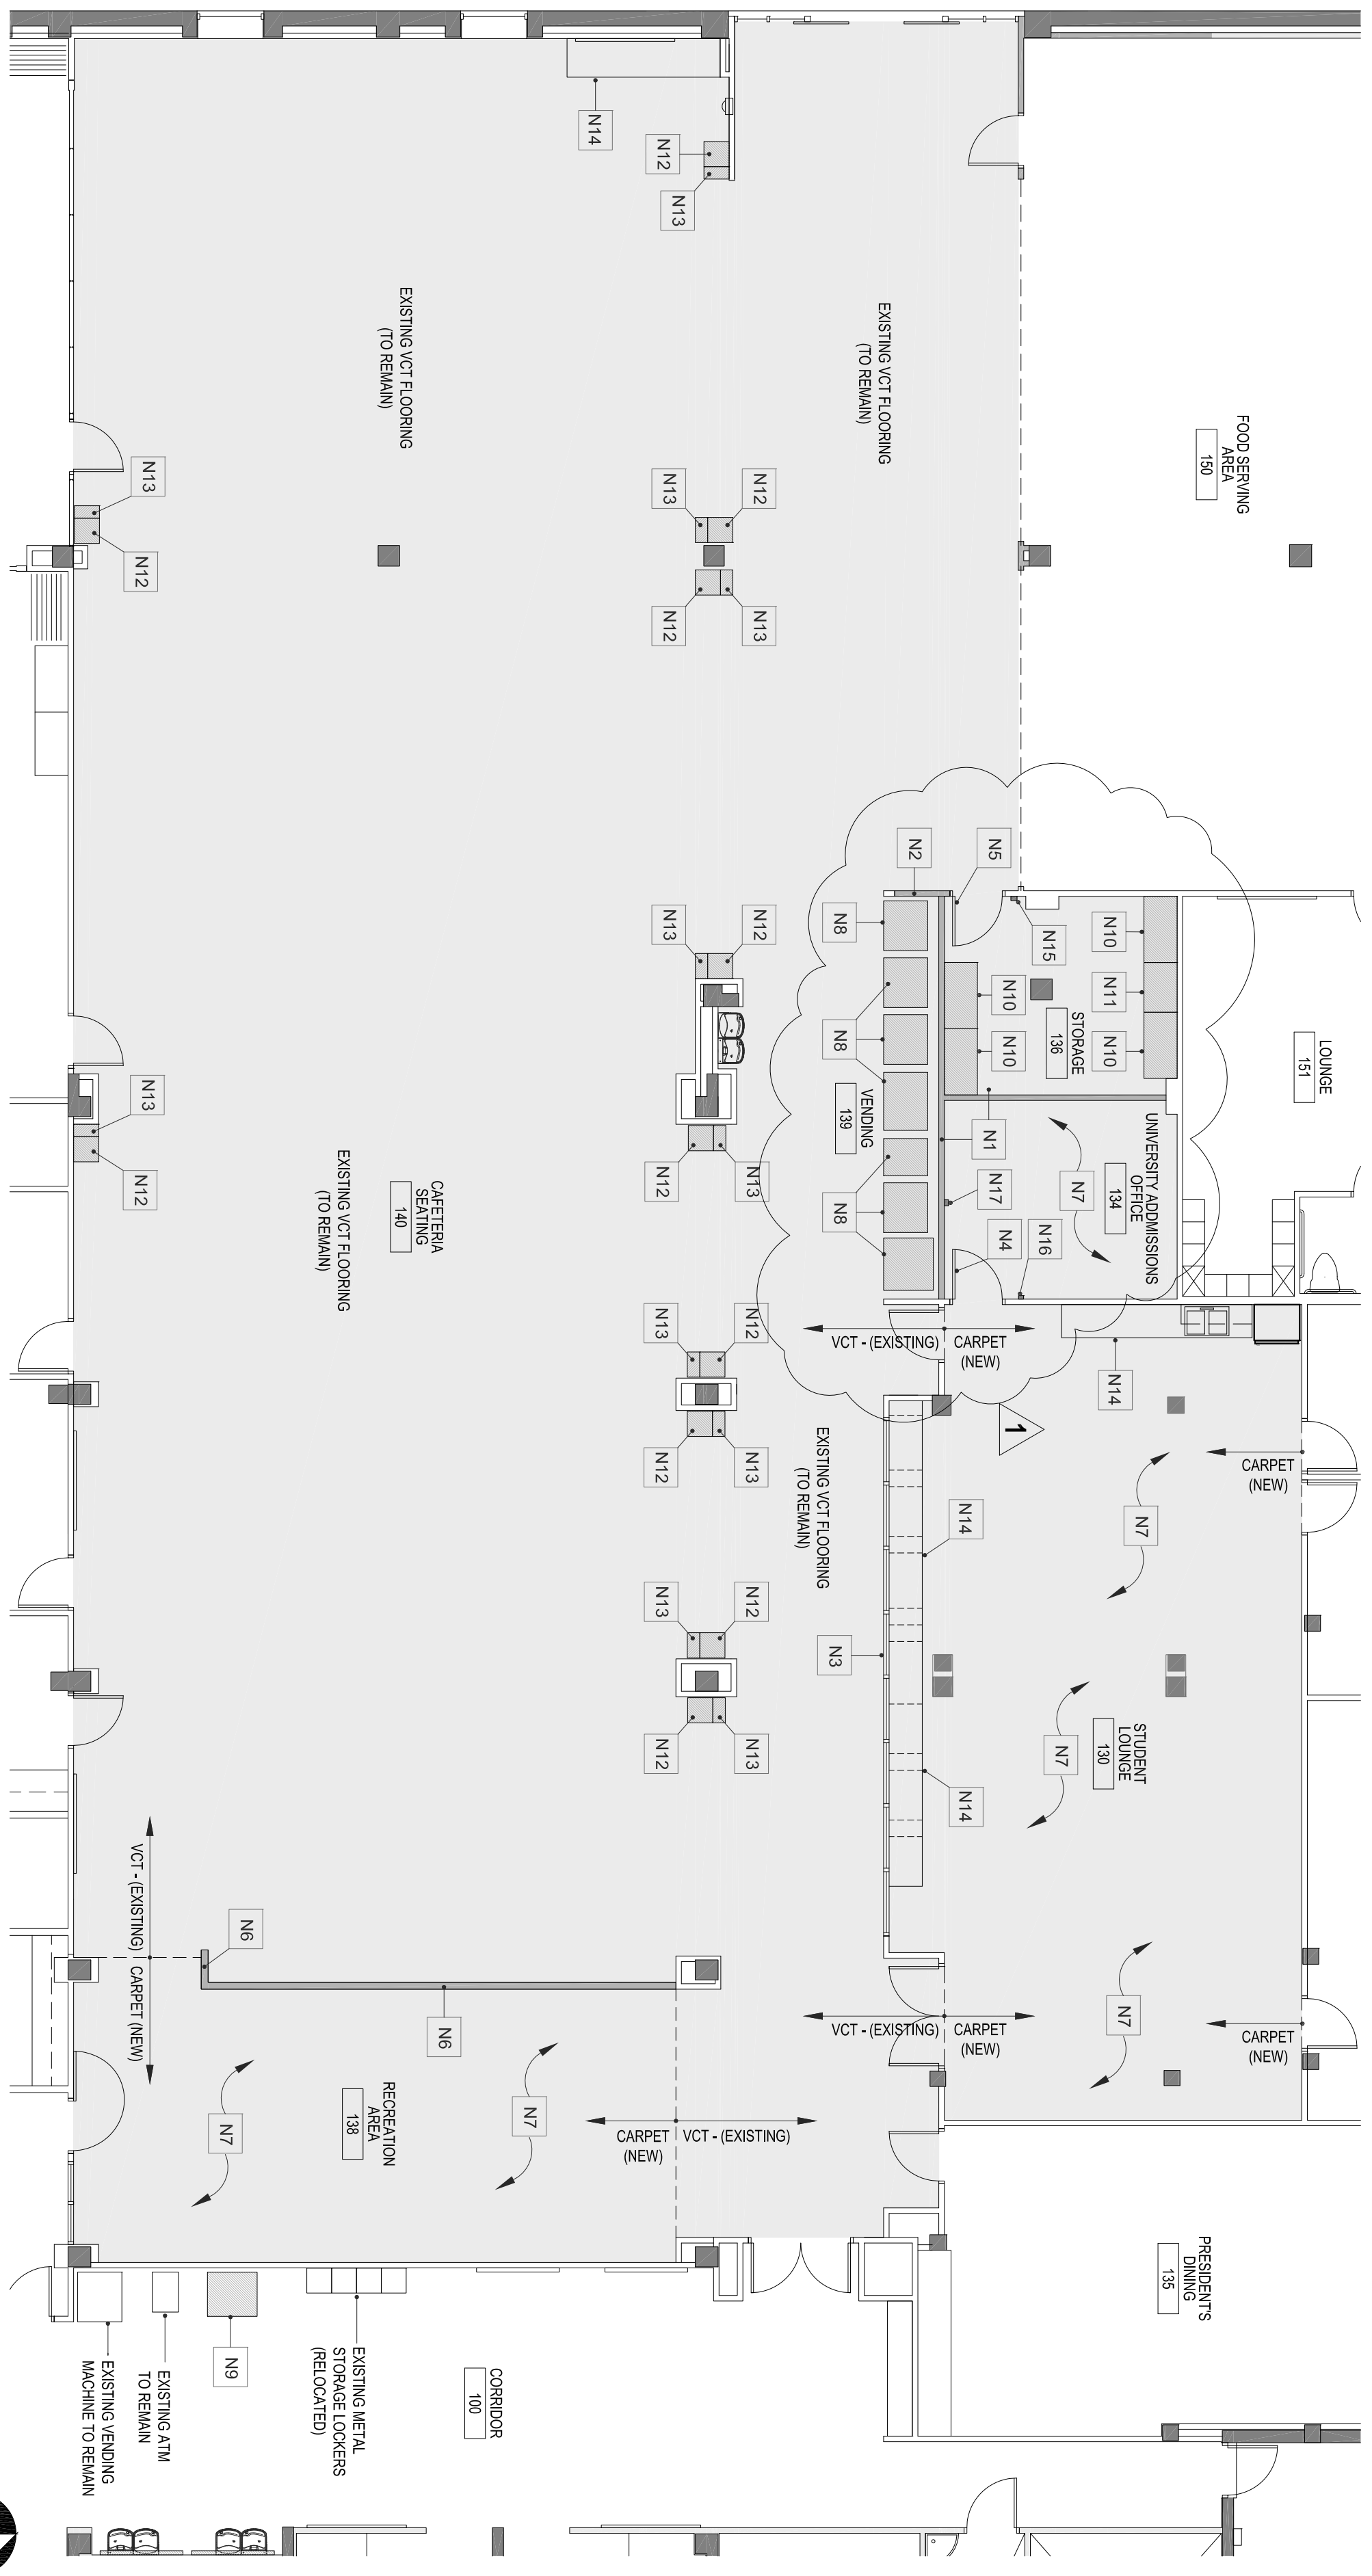 N14
N12
N13
EXISTING VCT FLOORING
(TO REMAIN)
EXISTING VCT FLOORING
(TO REMAIN)
FOOD SERVING
AREA
150
N13
N12
N13
N12
N12
N13
N2
N5
N8
N15
N10
N13
N12
N8
N10
N11
STORAGE
136
N10
N10
LOUNGE
151
VENDING
139
N1
N13
N12
N12
N13
N8
N17
N7
UNIVERSITY ADDMISSIONS
OFFICE
134
N4
N16
EXISTING VCT FLOORING
(TO REMAIN)
CAFETERIA
SEATING
140
N13
N12
VCT - (EXISTING)
CARPET
(NEW)
N14
N12
N13
1
EXISTING VCT FLOORING
(TO REMAIN)
CARPET
(NEW)
N14
N7
N13
N12
N3
N12
N13
N7
STUDENT
LOUNGE
130
N14
VCT - (EXISTING)
CARPET (NEW)
N6
N6
VCT - (EXISTING)
CARPET
(NEW)
N7
CARPET
(NEW)
RECREATION
AREA
138
N7
N7
CARPET
(NEW)
VCT - (EXISTING)
PRESIDENT'S
DINING
135
N9
EXISTING METAL
STORAGE LOCKERS
(RELOCATED)
EXISTING ATM
TO REMAIN
EXISTING VENDING
MACHINE TO REMAIN
CORRIDOR
100